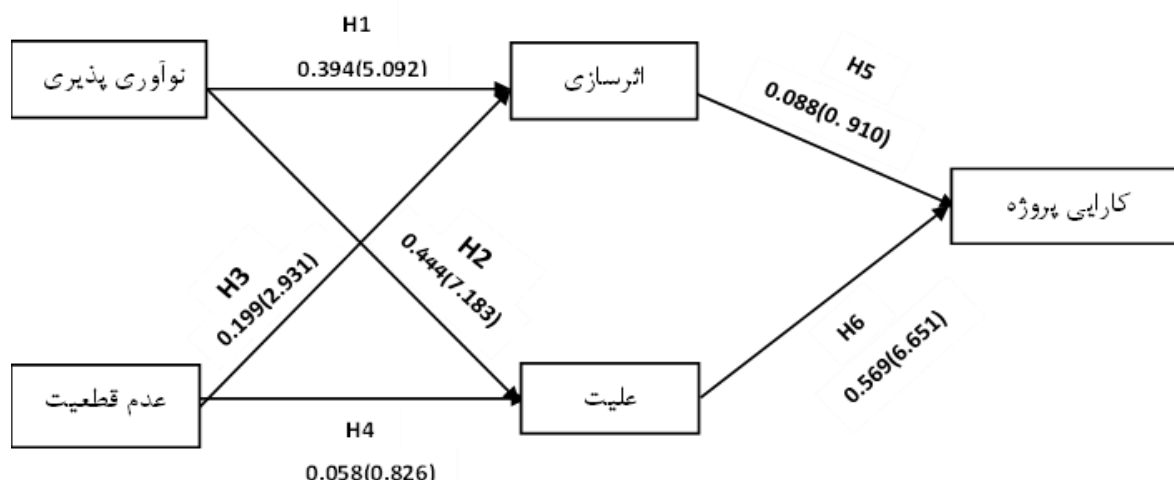 H1
0.394(5.092)
نوآوری پذیری
اثرسازی
H5
0.088(0. 910)
کارایی پروژه
H2
0.444(7.183)
H3
0.199(2.931)
H6
0.569(6.651)
عدم قطعیت
علیت
H4
0.058(0.826)